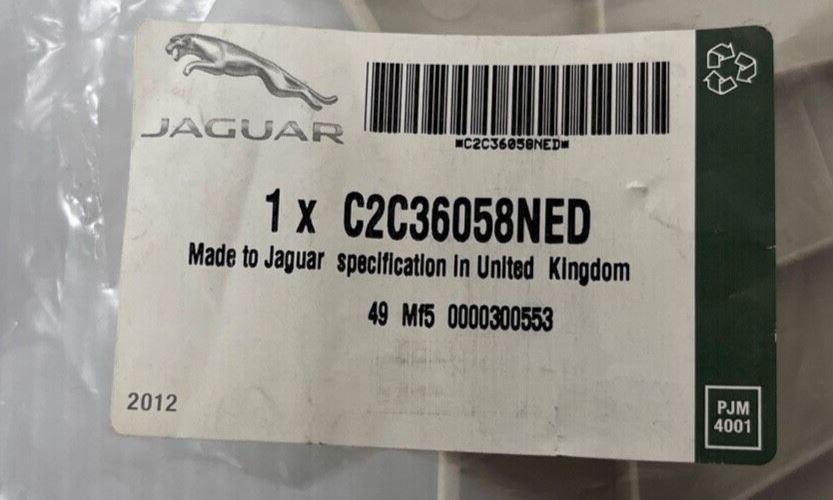 JAGUAR
*C2C36058NED*
1 x C2C36058NED
Made to Jaguar specification in United Kingdom
49 Mf5 0000300553
2012
PJM
4001